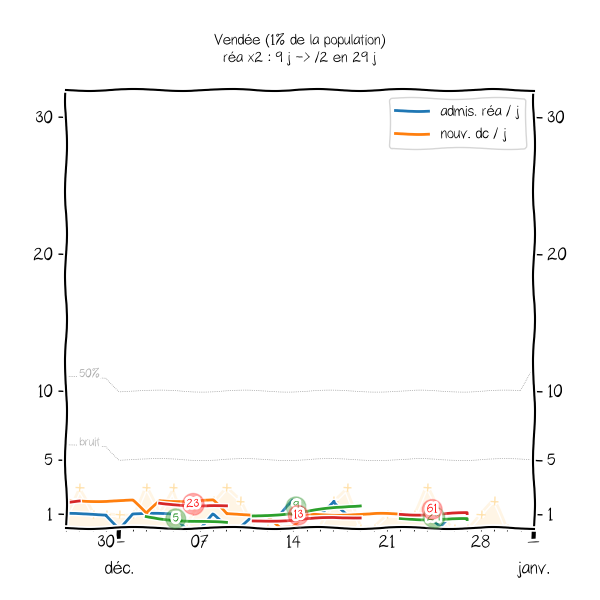 Vendée (1% de la population)
réa x2 : 9 j -> /2 en 29 j
admis. réa / j
nouv. dc / j
30 30
20 20
50%
10 10
bruit
5 5
23
5
13
61
1 1
30 07 14 21 28
déc. janv.